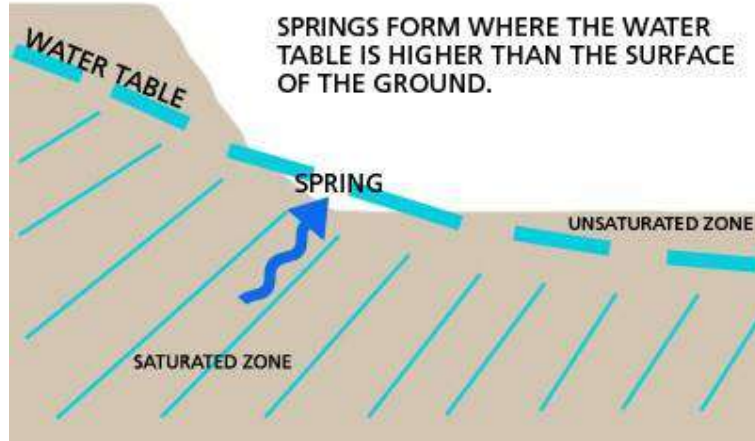 SPRINGS FORM WHERE THE WATER
TABLE IS HIGHER THAN THE SURFACE
OF THE GROUND.
WATER TABLE
SPRING
UNSATURATED ZONE
SATURATED ZONE